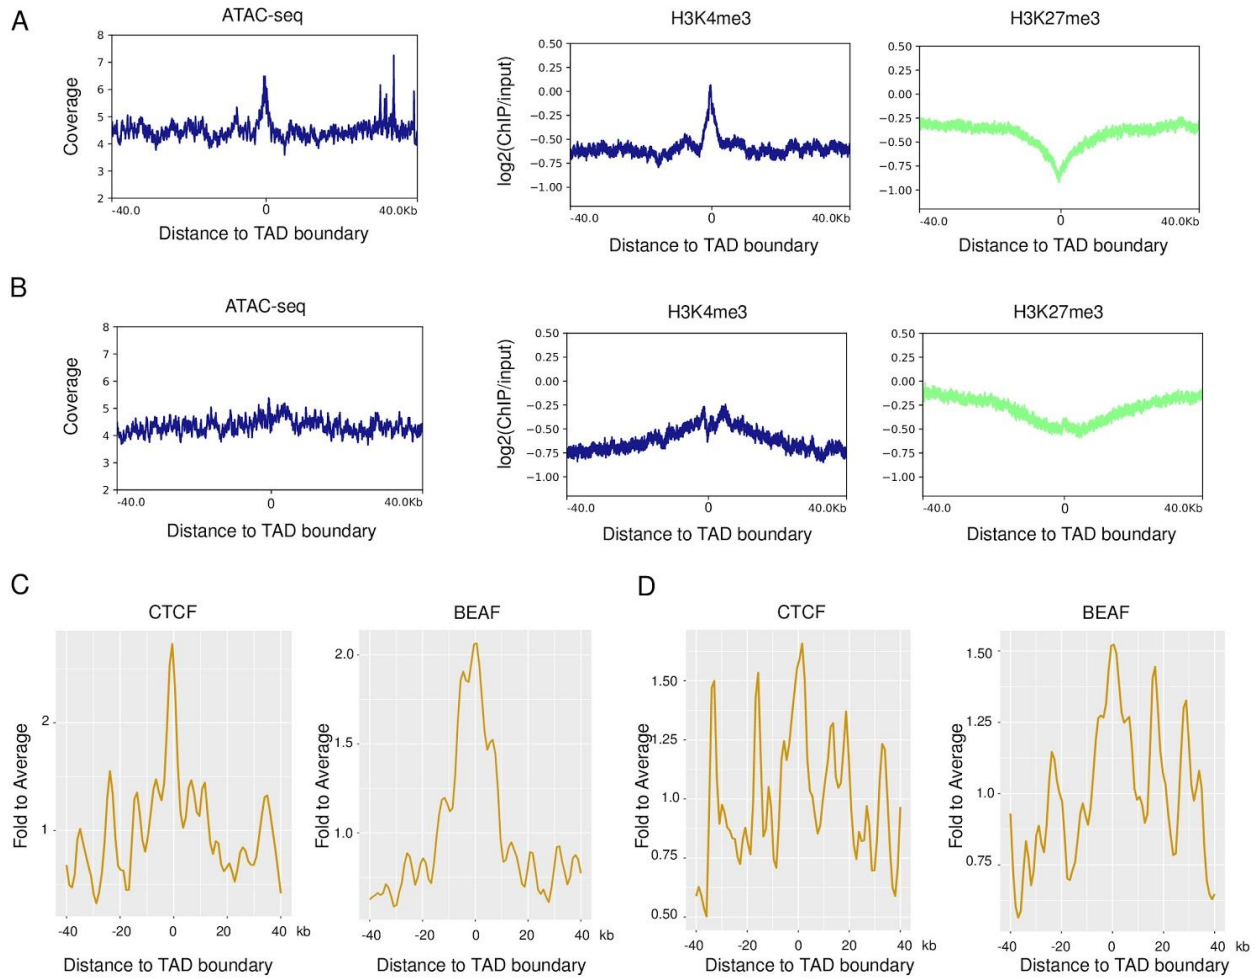 A
ATAC-seq
Coverage
8
7
6
5
4
3
2
-40.0
0
40.0Kb
Distance to TAD boundary
H3K4me3
log2(ChIP/input)
0.50
0.25
0.00
−0.25
−0.50
−0.75
−1.00
-40.0
0
40.0Kb
Distance to TAD boundary
H3K27me3
0.50
0.25
0.00
−0.25
−0.50
−0.75
−1.00
-40.0
0
40.0Kb
Distance to TAD boundary
B
ATAC-seq
Coverage
8
7
6
5
4
3
2
-40.0
0
40.0Kb
Distance to TAD boundary
H3K4me3
log2(ChIP/input)
0.50
0.25
0.00
−0.25
−0.50
−0.75
−1.00
-40.0
0
40.0Kb
Distance to TAD boundary
H3K27me3
0.50
0.25
0.00
−0.25
−0.50
−0.75
−1.00
-40.0
0
40.0Kb
Distance to TAD boundary
C
CTCF
Fold to Average
2
1
-40 -20 0 20 40 kb
Distance to TAD boundary
BEAF
Fold to Average
2.0
1.5
1.0
-40 -20 0 20 40 kb
Distance to TAD boundary
D
CTCF
Fold to Average
1.50
1.25
1.0
0.75
0.50
-40 -20 0 20 40 kb
Distance to TAD boundary
BEAF
Fold to Average
1.50
1.25
1.0
0.75
-40 -20 0 20 40 kb
Distance to TAD boundary